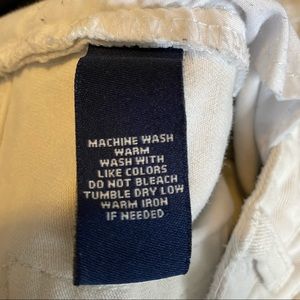 MACHINE WASH
WARM
WASH WITH
LIKE COLORS
DO NOT BLEACH
TUMBLE DRY LOW
WARM IRON
IF NEEDED